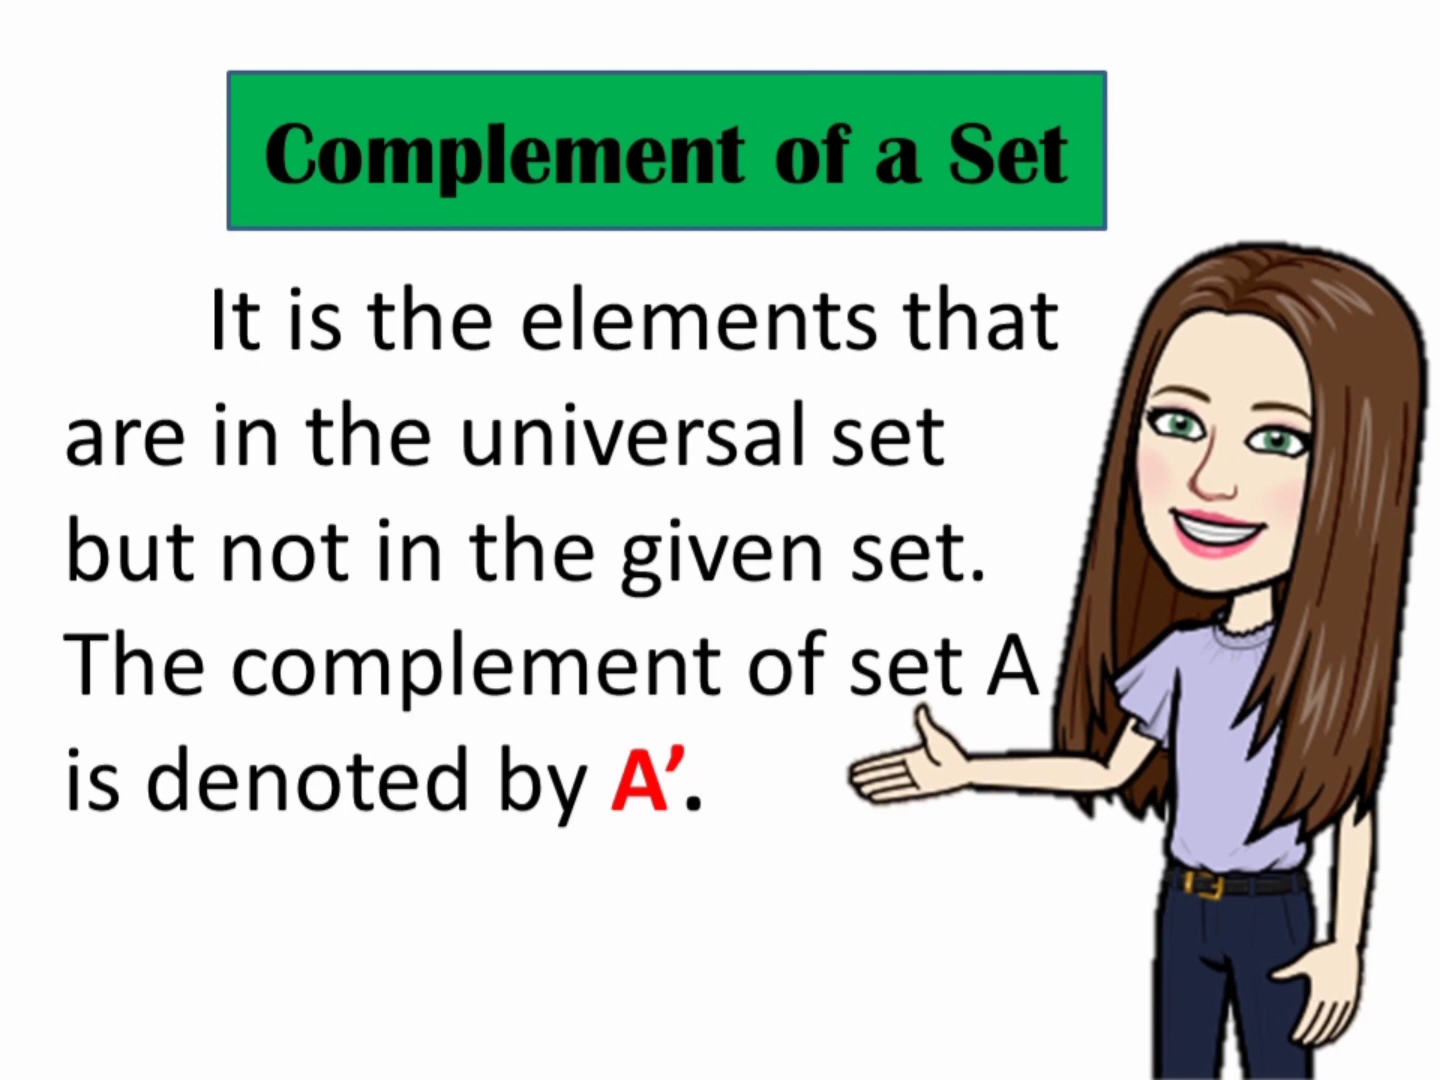 Complement of a Set
It is the elements that
are in the universal set
but not in the given set.
The complement of set A
is denoted by A’.